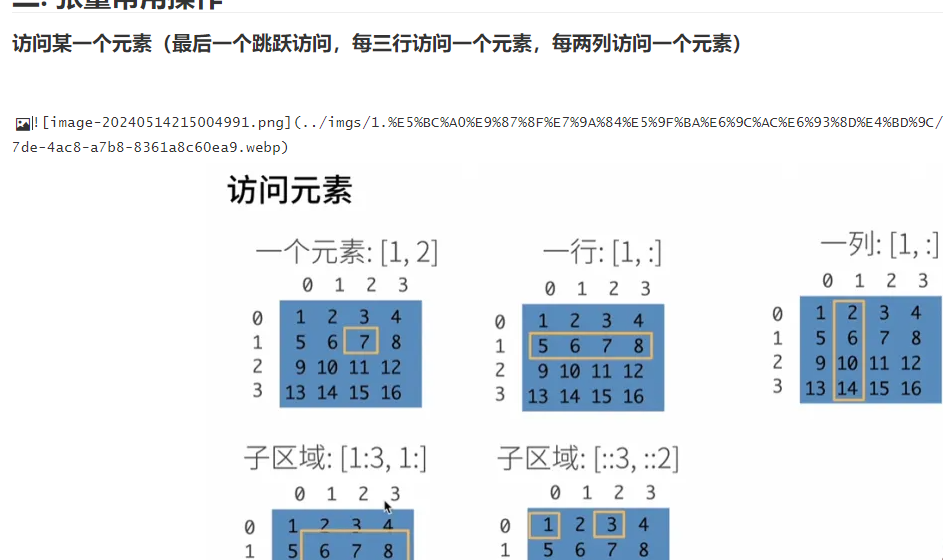 二. 张量常用操作
访问某一个元素（最后一个跳跃访问，每三行访问一个元素，每两列访问一个元素）
![image-20240514215004991.png](../imgs/1.%E5%BC%A0%E9%87%8F%E7%9A%84%E5%9F%BA%E6%9C%AC%E6%93%8D%E4%BD%9C/
7de-4ac8-a7b8-8361a8c60ea9.webp)
访问元素
一个元素: [1, 2]
0 1 2 3
0 1 2 3 4
1 5 6 7 8
2 9 10 11 12
3 13 14 15 16
一行: [1, :]
0 1 2 3
0 1 2 3 4
1 5 6 7 8
2 9 10 11 12
3 13 14 15 16
一列: [1, :]
0 1 2 3
0 1 2 3 4
1 5 6 7 8
2 9 10 11 12
3 13 14 15 16
子区域: [1:3, 1:]
0 1 2 3
0 1 2 3 4
1 5 6 7 8
子区域: [::3, ::2]
0 1 2 3
0 1 2 3 4
1 5 6 7 8